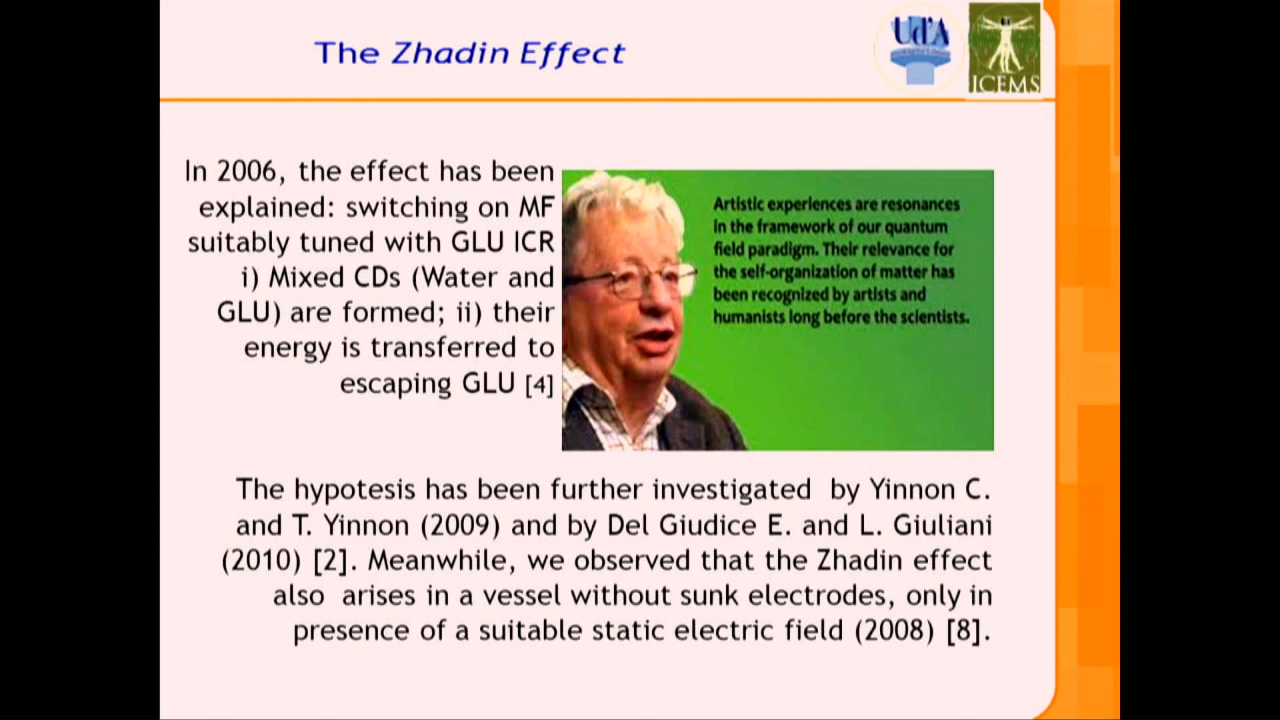 The Zhadin Effect
Ud'A
ICEMS
In 2006, the effect has been
explained: switching on MF
suitably tuned with GLU ICR
i) Mixed CDs (Water and
GLU) are formed; ii) their
energy is transferred to
escaping GLU [4]
Artistic experiences are resonances
in the framework of our quantum
field paradigm. Their relevance for
the self-organization of matter has
been recognized by artists and
humanists long before the scientists.
The hypotesis has been further investigated by Yinnon C.
and T. Yinnon (2009) and by Del Giudice E. and L. Giuliani
(2010) [2]. Meanwhile, we observed that the Zhadin effect
also arises in a vessel without sunk electrodes, only in
presence of a suitable static electric field (2008) [8].